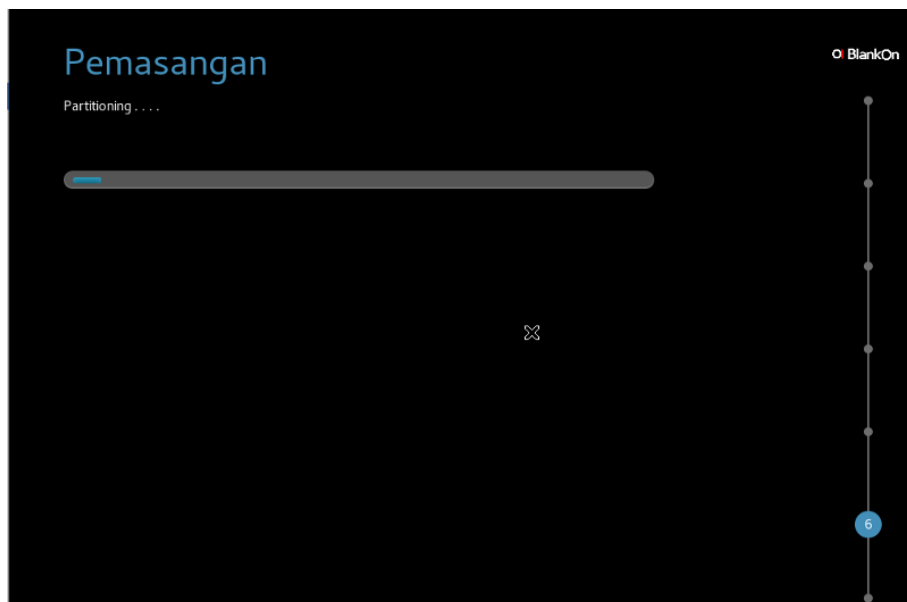 Pemasangan
BlankOn
Partitioning . . . .
6